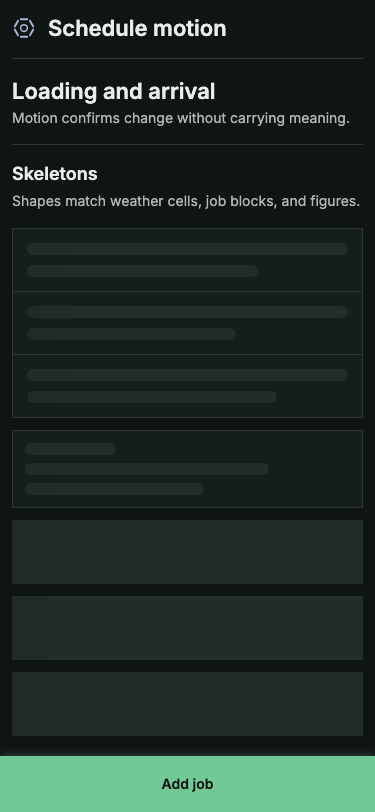 Schedule motion
Loading and arrival
Motion confirms change without carrying meaning.
Skeletons
Shapes match weather cells, job blocks, and figures.
Add job